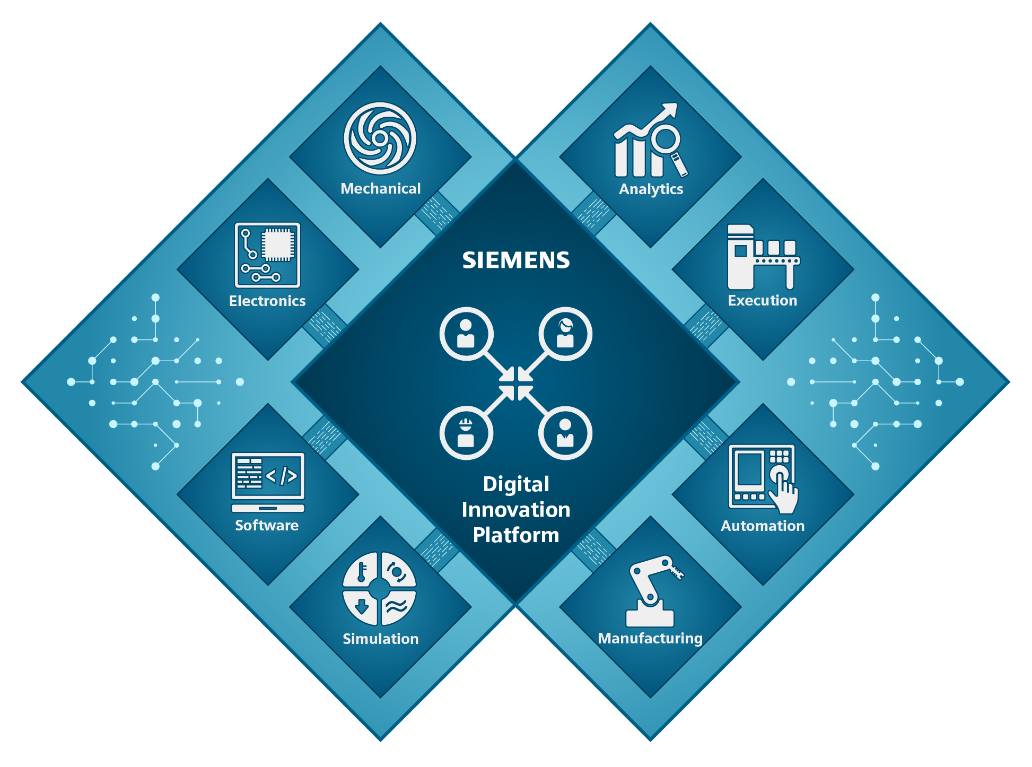 Mechanical
Analytics
Electronics
SIEMENS
Execution
Software
</>
Digital
Innovation
Platform
Automation
Simulation
Manufacturing